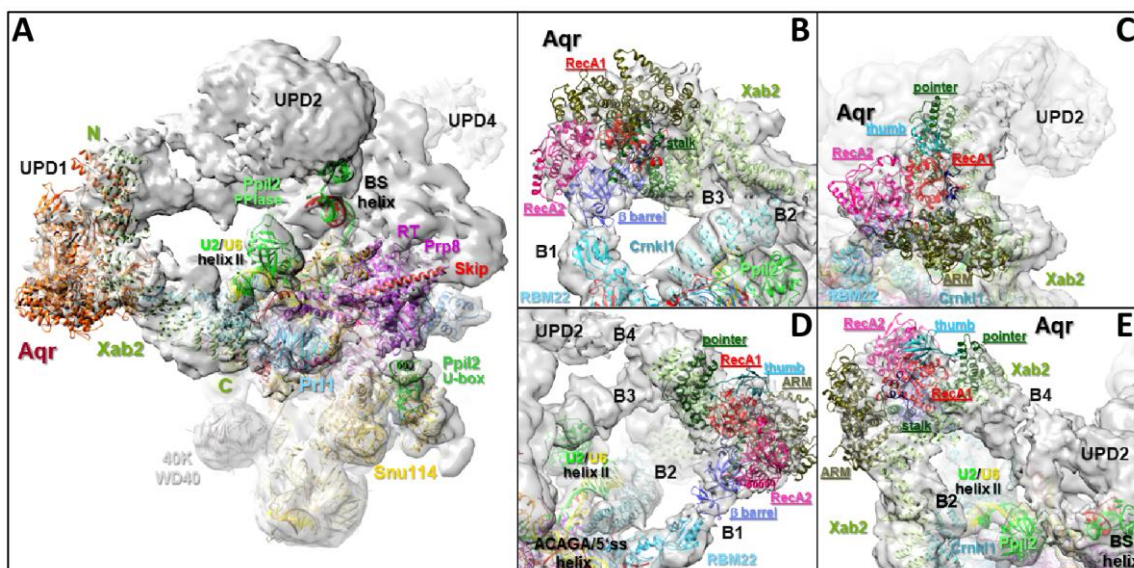 A
UPD2
UPD4
N
UPD1
Ppil2
PPIase
BS
helix
U2/U6
helix II
RT
Prp8
Skip
Aqr
Xab2
C
Prl1
Ppil2
U-box
40K
WD40
Snu114
B
Aqr
RecA1
Xab2
stalk
RecA2
β barrel
B3
B2
B1
Crnkl1
Ppil2
RBM22
C
pointer
Aqr
thumb
UPD2
RecA2
RecA1
Xab2
RBM22
ARM
Crnkl1
D
UPD2
B4
pointer
RecA1
thumb
ARM
B3
U2/U6
helix II
B2
RecA2
β barrel
B1
ACAGA/5'ss
helix
RBM22
E
RecA2
thumb
pointer
Aqr
Xab2
RecA1
B4
stalk
UPD2
ARM
U2/U6
helix II
B2
Xab2
Crnkl1
Ppil2
BS
helix